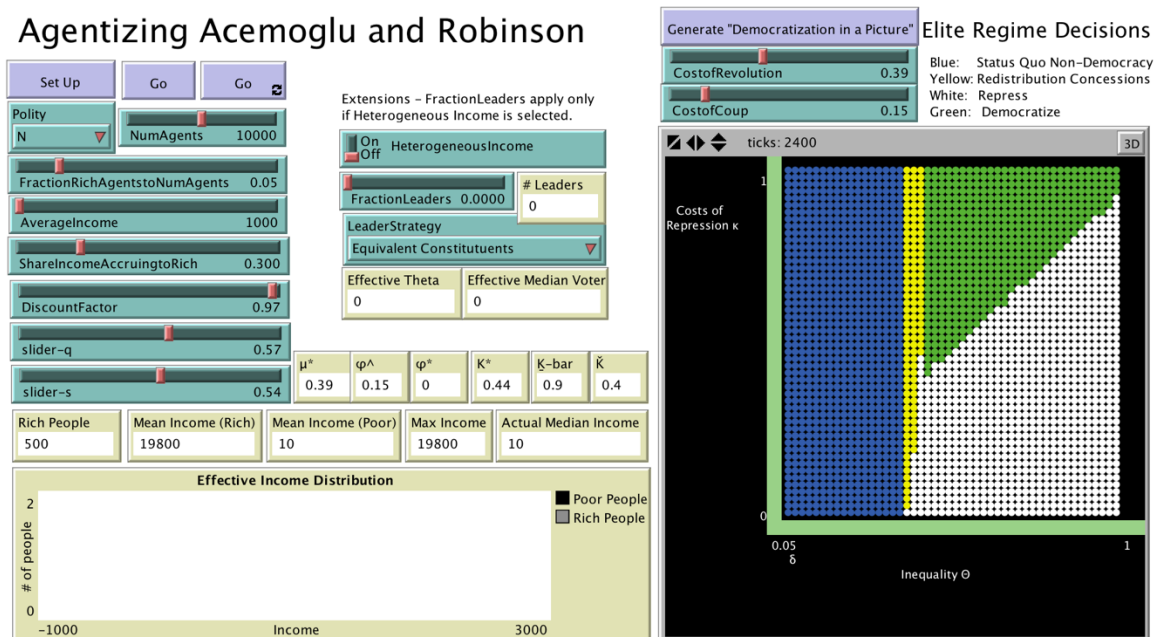 Agentizing Acemoglu and Robinson
Set Up
Go
Go
Polity
N
NumAgents 10000
FractionRichAgentstoNumAgents 0.05
AverageIncome 1000
ShareIncomeAccruingtoRich 0.300
DiscountFactor 0.97
slider-q 0.57
slider-s 0.54
Extensions - FractionLeaders apply only
if Heterogeneous Income is selected.
On
Off
HeterogeneousIncome
FractionLeaders 0.0000
# Leaders
0
LeaderStrategy
Equivalent Constitutuents
Effective Theta
0
Effective Median Voter
0
μ*
0.39
φ^
0.15
φ*
0
K*
0.44
Ḵ-bar
0.9
Ǩ
0.4
Rich People
500
Mean Income (Rich)
19800
Mean Income (Poor)
10
Max Income
19800
Actual Median Income
10
Effective Income Distribution
2
# of people
0
-1000
Income
3000
Poor People
Rich People
Generate "Democratization in a Picture"
CostofRevolution 0.39
CostofCoup 0.15
Elite Regime Decisions
Blue: Status Quo Non-Democracy
Yellow: Redistribution Concessions
White: Repress
Green: Democratize
ticks: 2400
3D
1
Costs of
Repression κ
0
0.05
δ
1
Inequality Θ